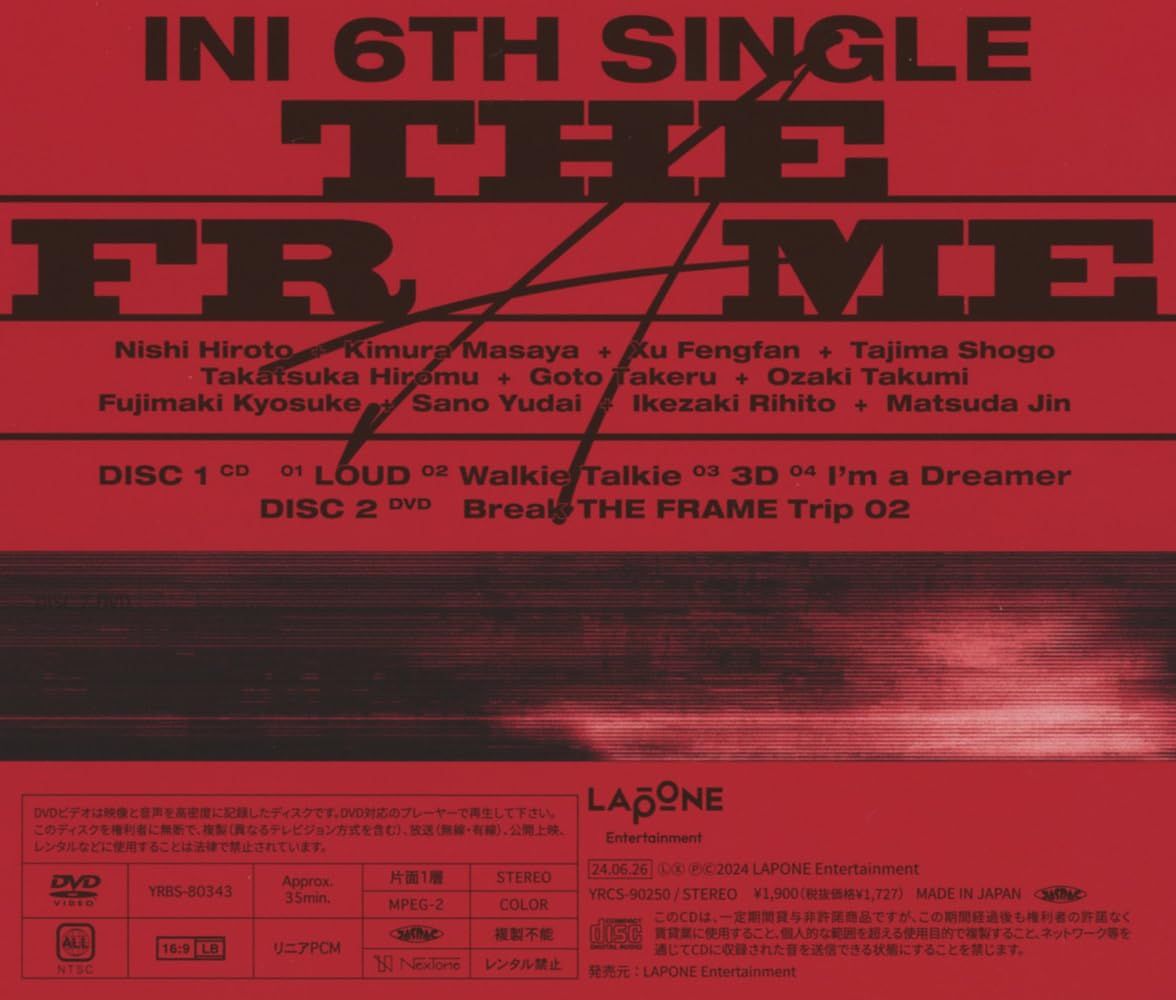 INI 6TH SINGLE
THE
FRAME
Nishi Hiroto + Kimura Masaya + Xu Fengfan + Tajima Shogo
Takatsuka Hiromu + Goto Takeru + Ozaki Takumi
Fujimaki Kyosuke + Sano Yudai + Ikezaki Rihito + Matsuda Jin
DISC 1 CD 01 LOUD 02 Walkie Talkie 03 3D 04 I'm a Dreamer
DISC 2 DVD Break THE FRAME Trip 02
DISC 2 DVD
DVDビデオは映像と音声を高密度に記録したディスクです。DVD対応のプレーヤーで再生して下さい。
このディスクを権利者に無断で、複製(異なるテレビジョン方式を含む)、放送(無線・有線)、公開上映、
レンタルなどに使用することは法律で禁止されています。
DVD VIDEO
YRBS-80343
Approx. 35min.
片面1層
STEREO
MPEG-2
COLOR
ALL
NTSC
16:9 LB
リニアPCM
JASRAC
複製不能
NexTone
レンタル禁止
LAPONE
Entertainment
24.06.26 Ⓛ Ⓧ ℗©2024 LAPONE Entertainment
YRCS-90250 / STEREO ¥1,900(税抜価格¥1,727) MADE IN JAPAN JASRAC
COMPACT disc DIGITAL AUDIO
このCDは、一定期間貸与非許諾商品ですが、この期間経過後も権利者の許諾なく
賃貸業に使用すること、個人的な範囲を超える使用目的で複製すること、ネットワーク等を
通じてCDに収録された音を送信できる状態にすることを禁じます。
発売元:LAPONE Entertainment